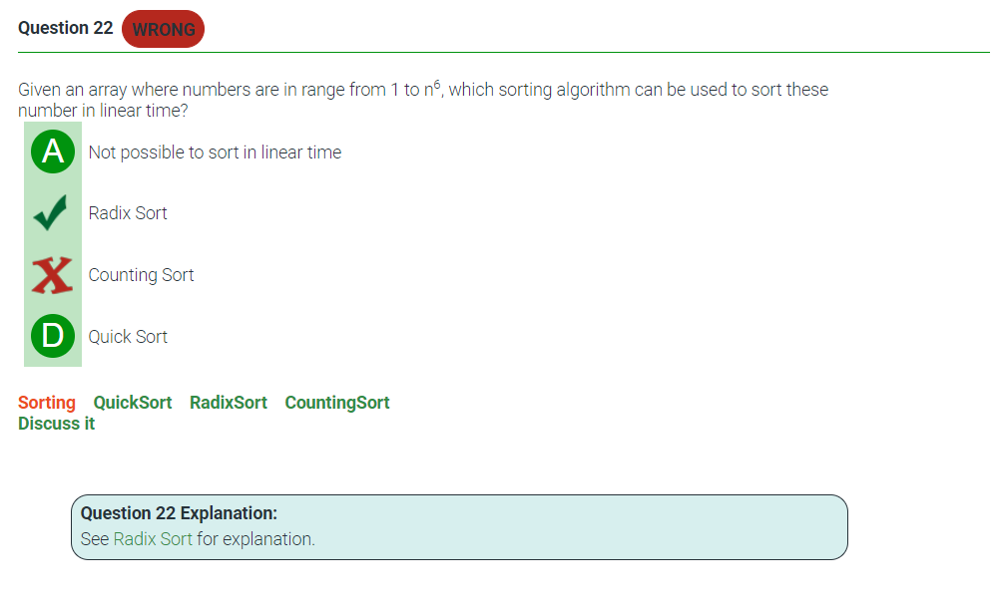 Question 22 WRONG
Given an array where numbers are in range from 1 to n⁶, which sorting algorithm can be used to sort these
number in linear time?
A Not possible to sort in linear time
Radix Sort
Counting Sort
D Quick Sort
Sorting QuickSort RadixSort CountingSort
Discuss it
Question 22 Explanation:
See Radix Sort for explanation.